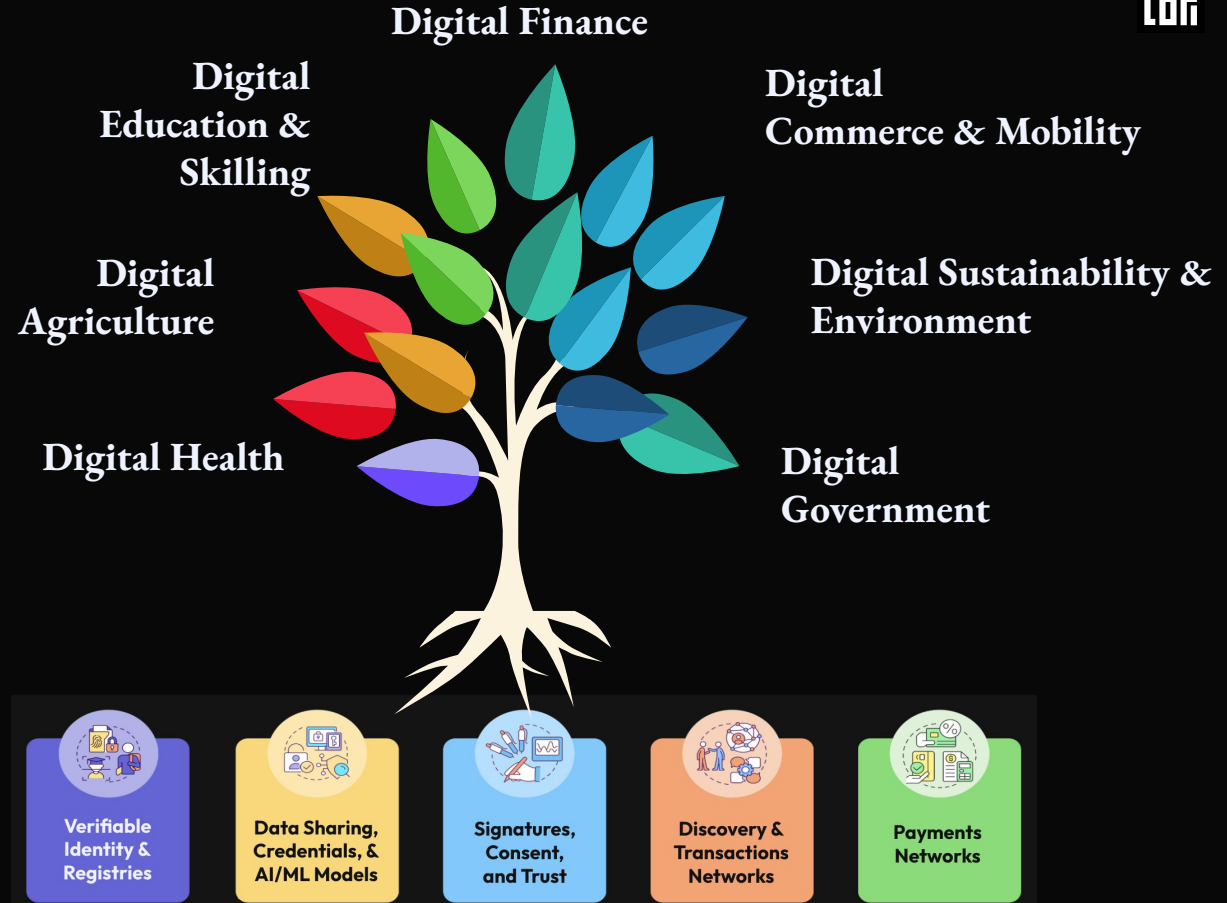 Digital Finance
Digital
Education &
Skilling
Digital
Commerce & Mobility
Digital
Agriculture
Digital Sustainability &
Environment
Digital Health
Digital
Government
Verifiable
Identity &
Registries
Data Sharing,
Credentials, &
AI/ML Models
Signatures,
Consent,
and Trust
Discovery &
Transactions
Networks
Payments
Networks